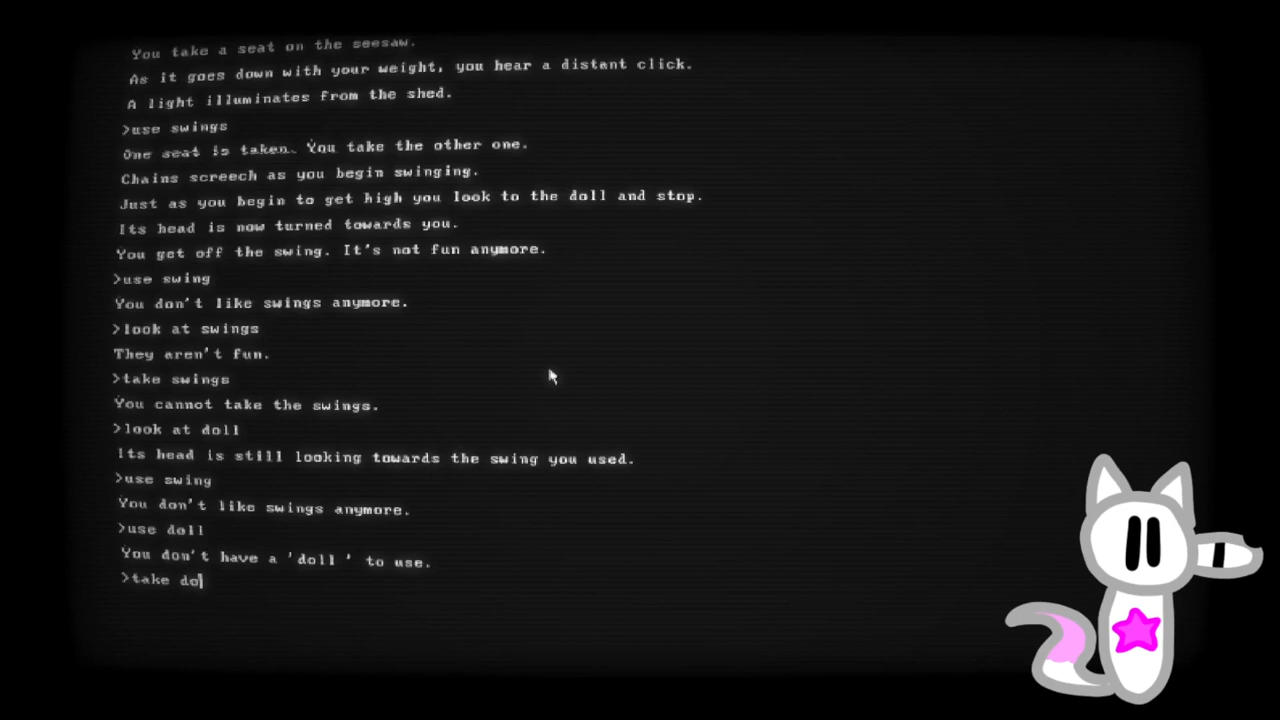 You take a seat on the seesaw.
As it goes down with your weight, you hear a distant click.
A light illuminates from the shed.
>use swings
One seat is taken. You take the other one.
Chains screech as you begin swinging.
Just as you begin to get high you look to the doll and stop.
Its head is now turned towards you.
You get off the swing. It's not fun anymore.
>use swing
You don't like swings anymore.
>look at swings
They aren't fun.
>take swings
You cannot take the swings.
>look at doll
Its head is still looking towards the swing you used.
>use swing
You don't like swings anymore.
>use doll
You don't have a 'doll ' to use.
>take do